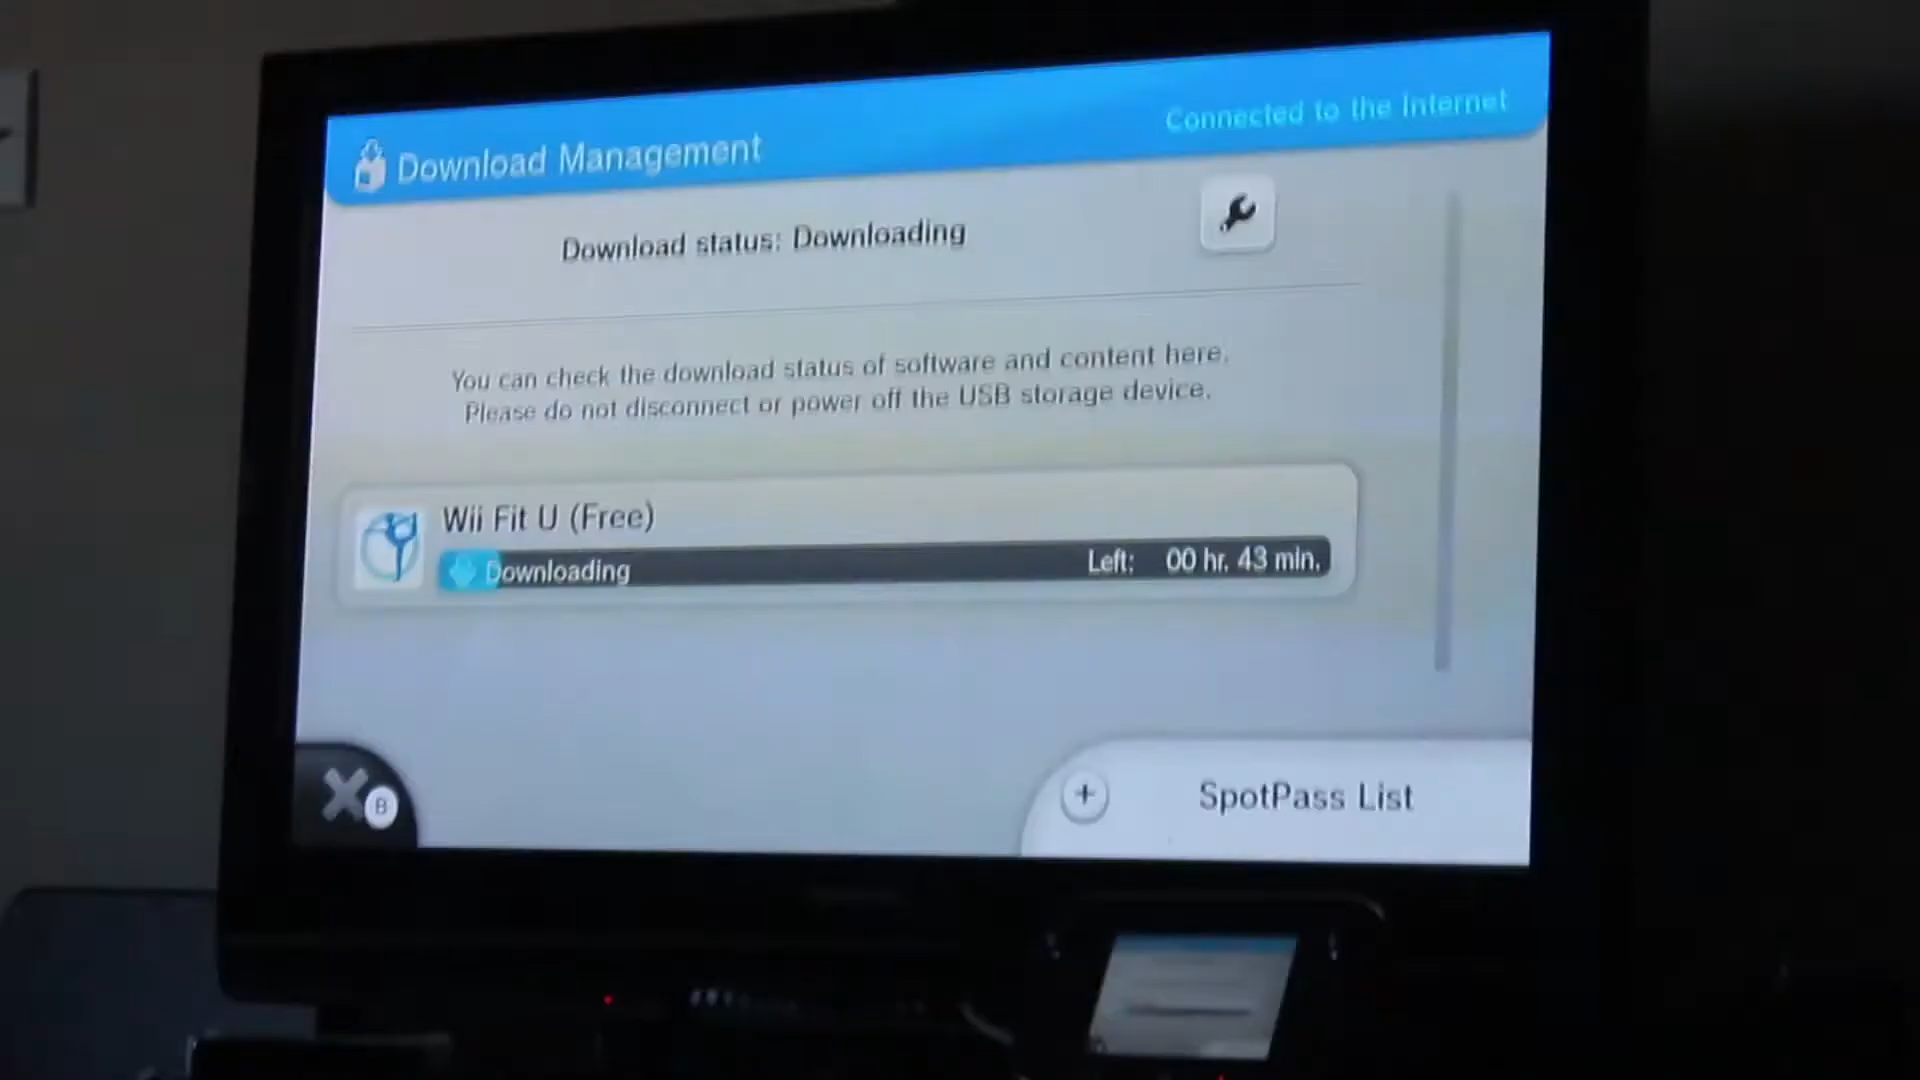 Download Management
Connected to the Internet
Download status: Downloading
You can check the download status of software and content here.
Please do not disconnect or power off the USB storage device.
Wii Fit U (Free)
Downloading
Left: 00 hr. 43 min.
B
+
SpotPass List